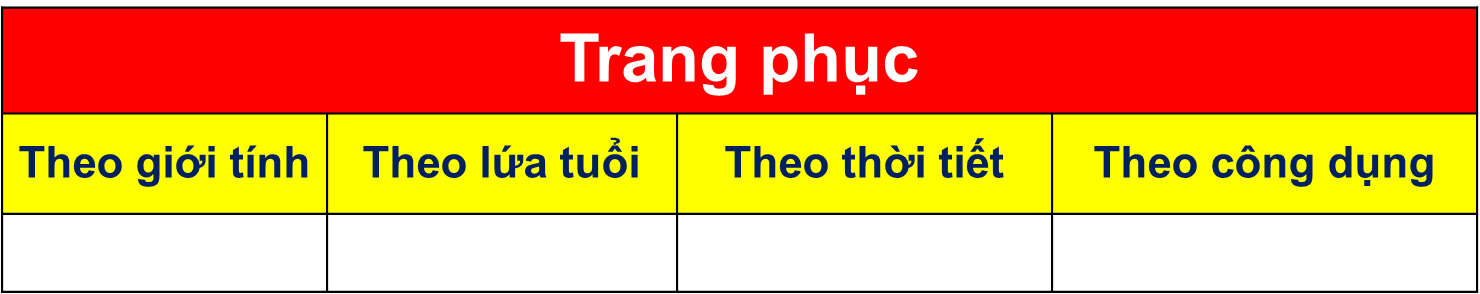 Trang phục
Theo giới tính Theo lứa tuổi Theo thời tiết Theo công dụng